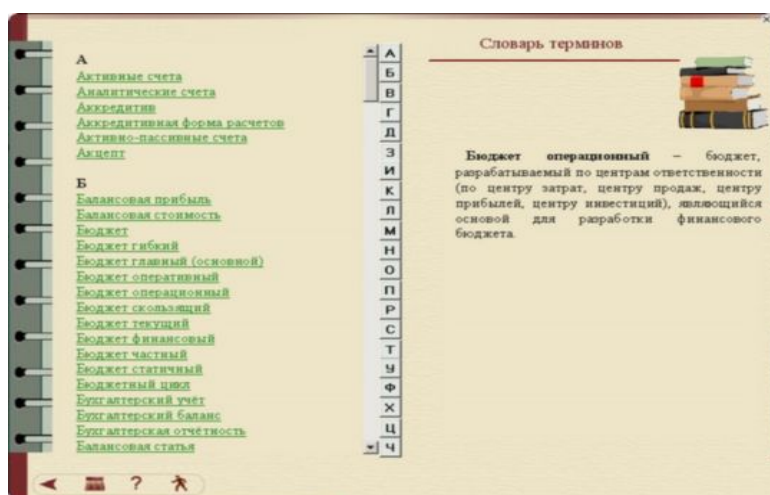 А
Активные счета
Аналитические счета
Аккредитив
Аккредитивная форма расчетов
Активно-пассивные счета
Акцепт
Б
Балансовая прибыль
Балансовая стоимость
Бюджет
Бюджет гибкий
Бюджет главный (основной)
Бюджет оперативный
Бюджет операционный
Бюджет скользящий
Бюджет текущий
Бюджет финансовый
Бюджет частный
Бюджет статичный
Бюджетный цикл
Бухгалтерский учёт
Бухгалтерский баланс
Бухгалтерская отчётность
Балансовая статья
А
Б
В
Г
Д
З
И
К
Л
М
Н
О
П
Р
С
Т
У
Ф
Х
Ц
Ч
Словарь терминов
Бюджет операционный – бюджет,
разрабатываемый по центрам ответственности
(по центру затрат, центру продаж, центру
прибылей, центру инвестиций), являющийся
основой для разработки финансового
бюджета.
?